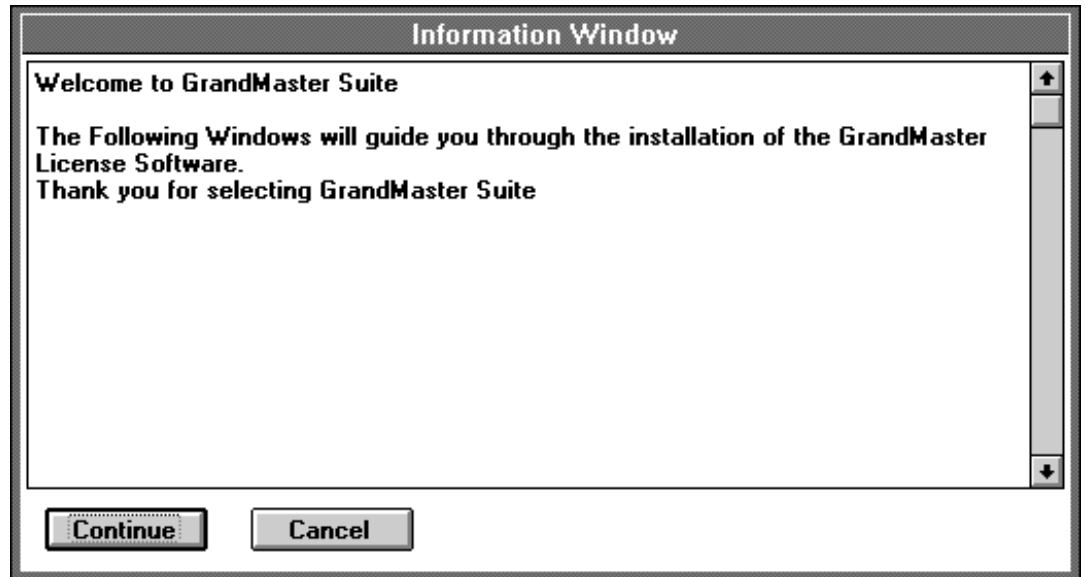 Information Window
Welcome to GrandMaster Suite
The Following Windows will guide you through the installation of the GrandMaster
License Software.
Thank you for selecting GrandMaster Suite
Continue
Cancel